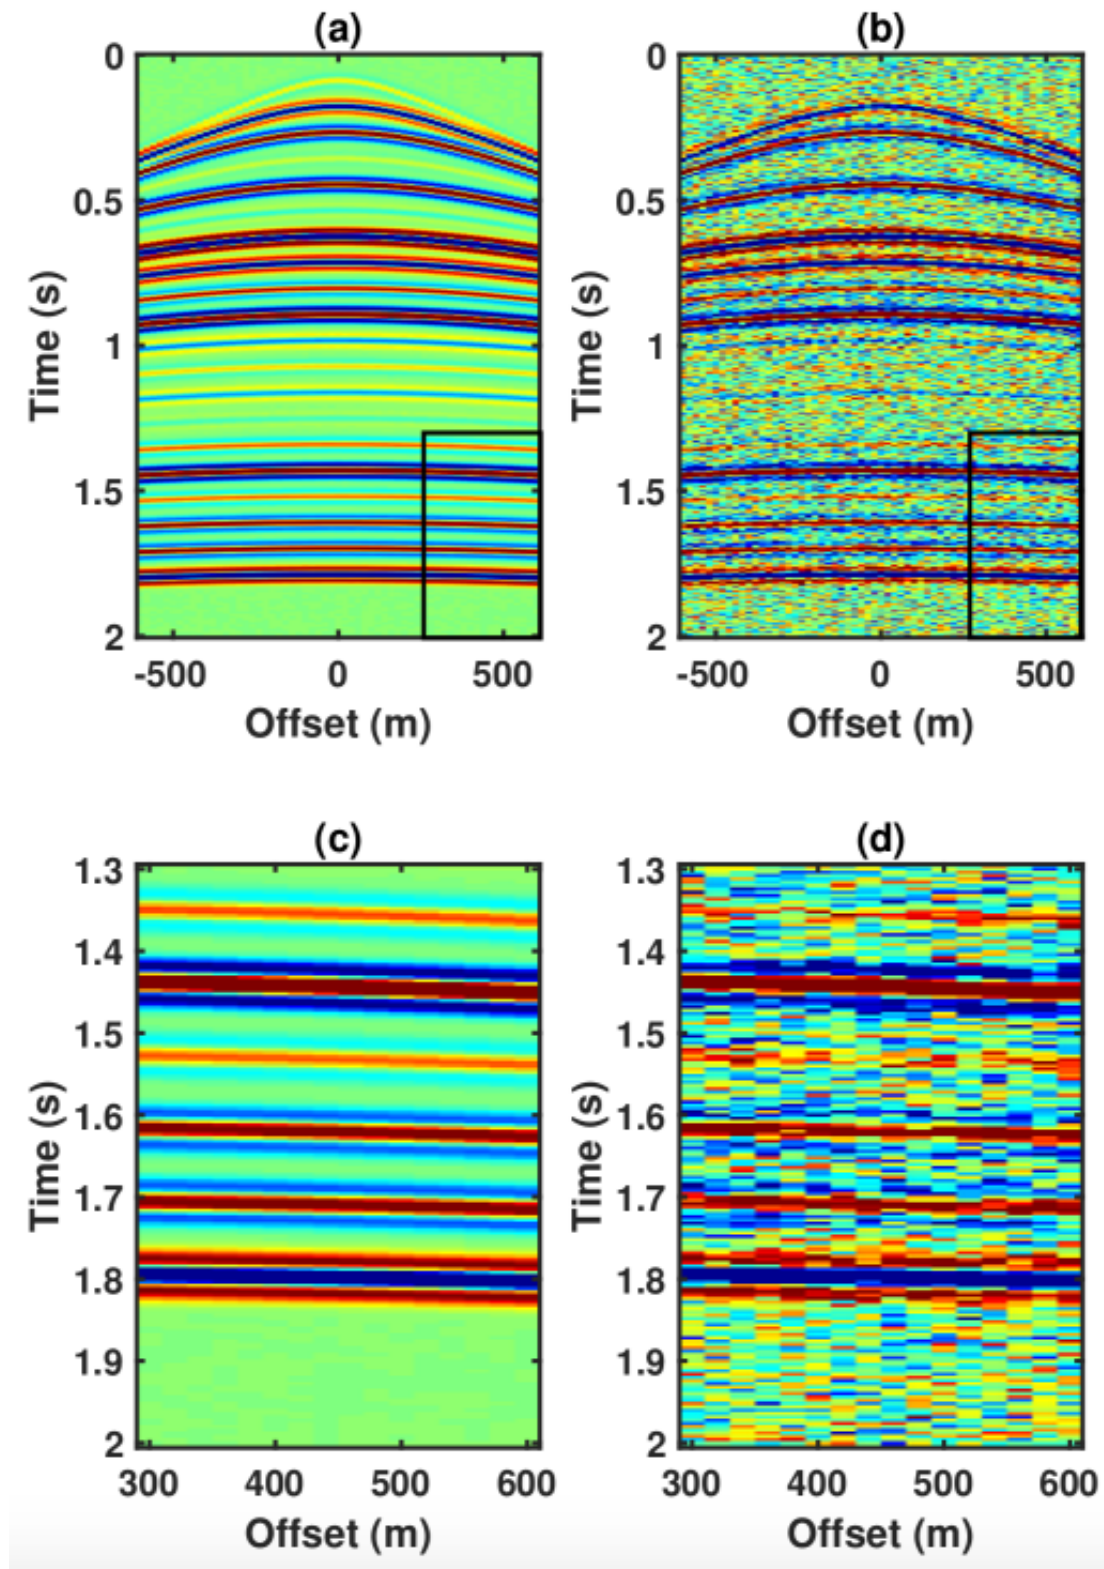 (a) (b)
0 0
0.5 0.5
1 1
1.5 1.5
2 2
Time (s) Time (s)
-500 0 500 -500 0 500
Offset (m) Offset (m)
(c) (d)
1.3 1.3
1.4 1.4
1.5 1.5
1.6 1.6
1.7 1.7
1.8 1.8
1.9 1.9
2 2
Time (s) Time (s)
300 400 500 600 300 400 500 600
Offset (m) Offset (m)